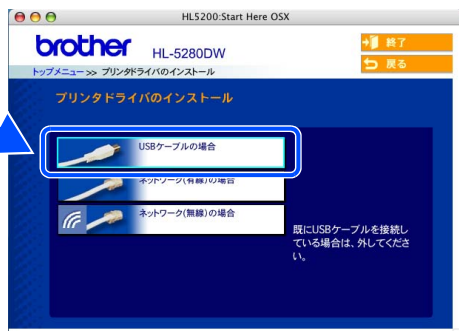 HL5200:Start Here OSX
brother HL-5280DW
終了
戻る
トップメニュー >> プリンタドライバのインストール
プリンタドライバのインストール
USBケーブルの場合
ネットワーク(有線)の場合
ネットワーク(無線)の場合
既にUSBケーブルを接続し
ている場合は、外してくださ
い。